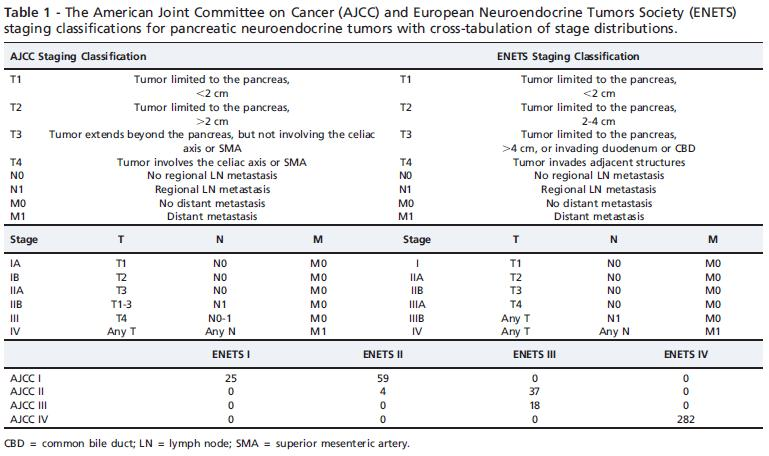 Table 1 - The American Joint Committee on Cancer (AJCC) and European Neuroendocrine Tumors Society (ENETS)
staging classifications for pancreatic neuroendocrine tumors with cross-tabulation of stage distributions.
AJCC Staging Classification ENETS Staging Classification
T1 Tumor limited to the pancreas, T1 Tumor limited to the pancreas,
<2 cm <2 cm
T2 Tumor limited to the pancreas, T2 Tumor limited to the pancreas,
>2 cm 2-4 cm
T3 Tumor extends beyond the pancreas, but not involving the celiac T3 Tumor limited to the pancreas,
axis or SMA >4 cm, or invading duodenum or CBD
T4 Tumor involves the celiac axis or SMA T4 Tumor invades adjacent structures
N0 No regional LN metastasis N0 No regional LN metastasis
N1 Regional LN metastasis N1 Regional LN metastasis
M0 No distant metastasis M0 No distant metastasis
M1 Distant metastasis M1 Distant metastasis
Stage T N M Stage T N M
IA T1 N0 M0 I T1 N0 M0
IB T2 N0 M0 IIA T2 N0 M0
IIA T3 N0 M0 IIB T3 N0 M0
IIB T1-3 N1 M0 IIIA T4 N0 M0
III T4 N0-1 M0 IIIB Any T N1 M0
IV Any T Any N M1 IV Any T Any N M1
ENETS I ENETS II ENETS III ENETS IV
AJCC I 25 59 0 0
AJCC II 0 4 37 0
AJCC III 0 0 18 0
AJCC IV 0 0 0 282
CBD = common bile duct; LN = lymph node; SMA = superior mesenteric artery.